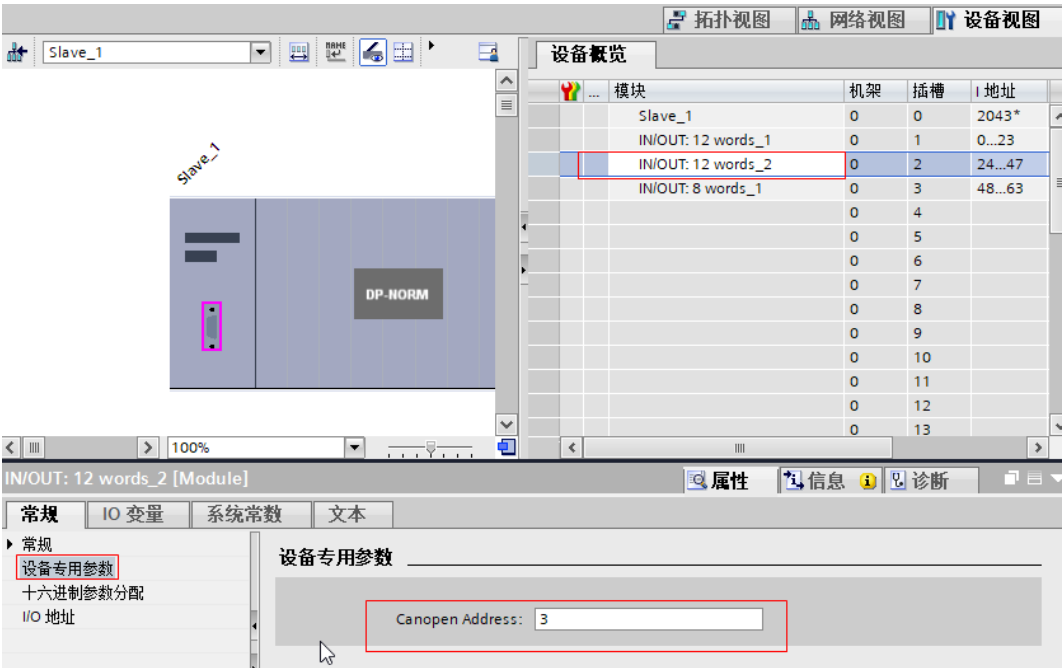 拓扑视图 网络视图 设备视图
Slave_1
设备概览
... 模块 机架 插槽 I 地址
Slave_1 0 0 2043*
IN/OUT: 12 words_1 0 1 0...23
IN/OUT: 12 words_2 0 2 24...47
IN/OUT: 8 words_1 0 3 48...63
0 4
0 5
0 6
0 7
0 8
0 9
0 10
0 11
0 12
0 13
Slave_1
DP-NORM
100%
IN/OUT: 12 words_2 [Module]
属性 信息 诊断
常规 IO 变量 系统常数 文本
常规
设备专用参数
十六进制参数分配
I/O 地址
设备专用参数
Canopen Address: 3